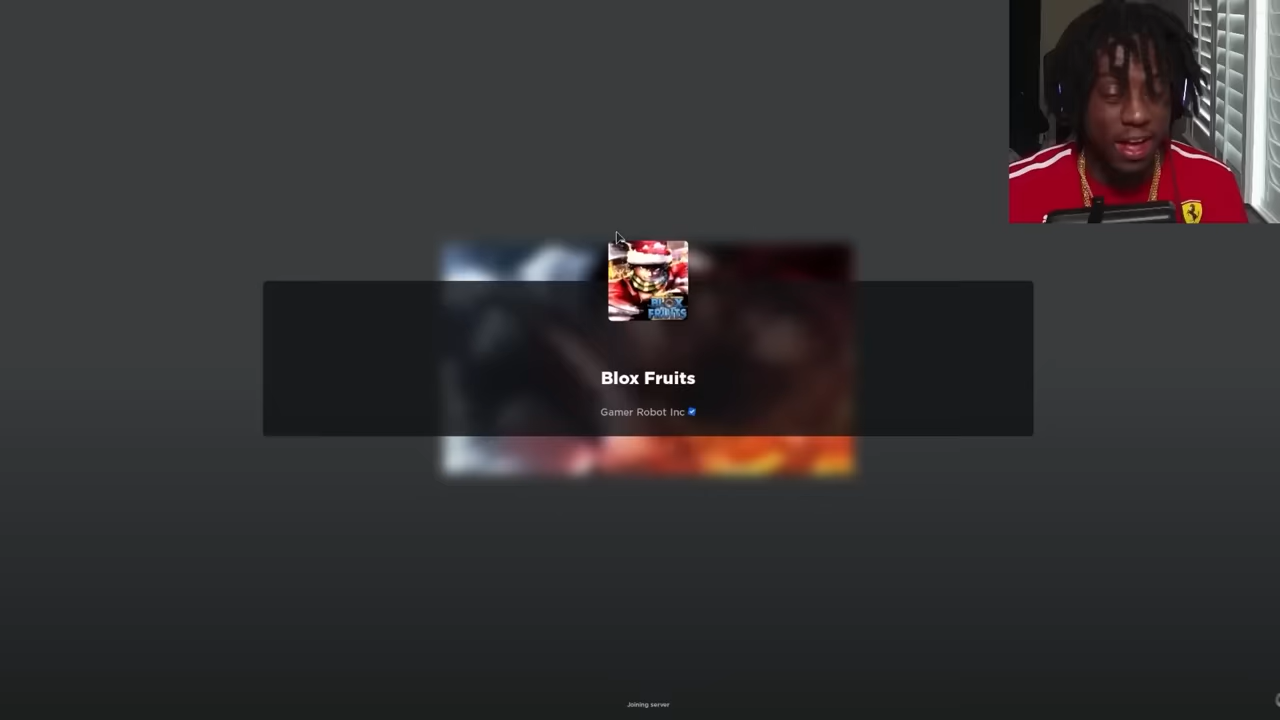 BLOX
FRUITS
Blox Fruits
Gamer Robot Inc
Joining server